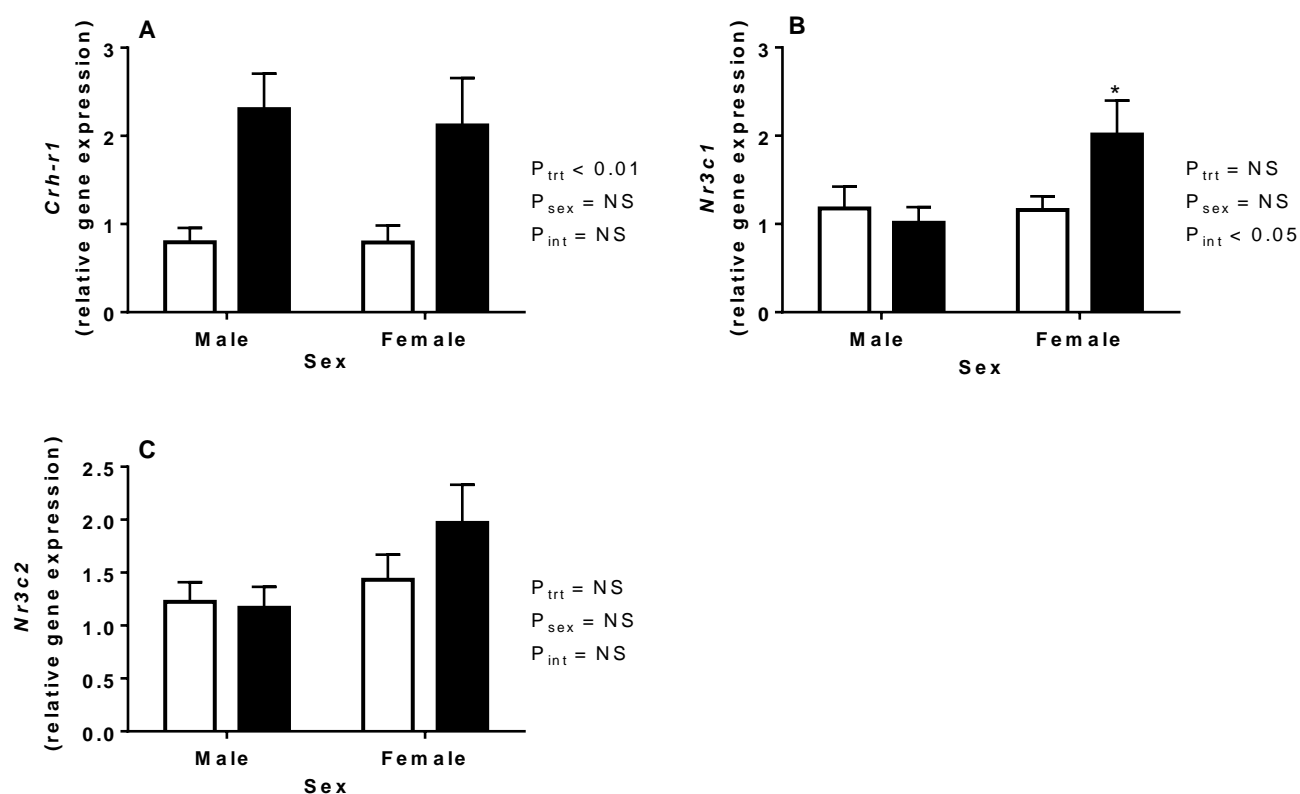 A
Crh-r1
(relative gene expression)
3
2
1
0
Male
Female
Sex
P trt < 0.01
P sex = NS
P int = NS
B
Nr3c1
(relative gene expression)
3
2
1
0
*
Male
Female
Sex
P trt = NS
P sex = NS
P int < 0.05
C
Nr3c2
(relative gene expression)
2.5
2.0
1.5
1.0
0.5
0.0
Male
Female
Sex
P trt = NS
P sex = NS
P int = NS